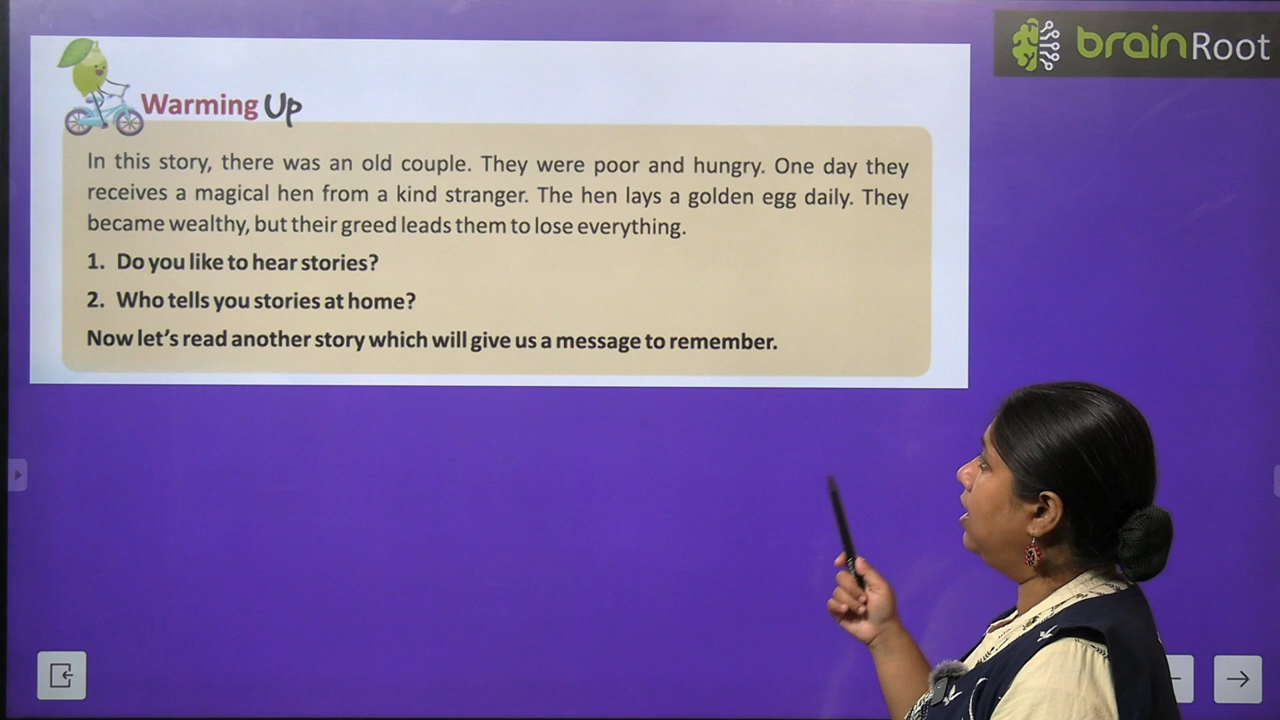 brainRoot
Warming Up
In this story, there was an old couple. They were poor and hungry. One day they
receives a magical hen from a kind stranger. The hen lays a golden egg daily. They
became wealthy, but their greed leads them to lose everything.
1. Do you like to hear stories?
2. Who tells you stories at home?
Now let's read another story which will give us a message to remember.